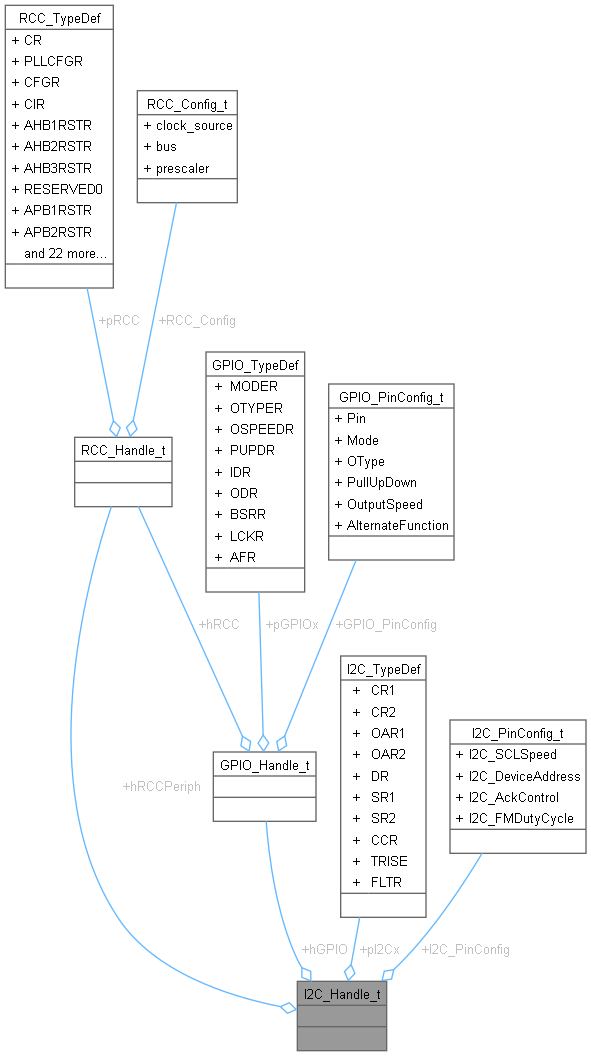 RCC_TypeDef
+ CR
+ PLLCFGR
+ CFGR
+ CIR
+ AHB1RSTR
+ AHB2RSTR
+ AHB3RSTR
+ RESERVED0
+ APB1RSTR
+ APB2RSTR
and 22 more...
RCC_Config_t
+ clock_source
+ bus
+ prescaler
+pRCC
+RCC_Config
GPIO_TypeDef
+ MODER
+ OTYPER
+ OSPEEDR
+ PUPDR
+ IDR
+ ODR
+ BSRR
+ LCKR
+ AFR
GPIO_PinConfig_t
+ Pin
+ Mode
+ OType
+ PullUpDown
+ OutputSpeed
+ AlternateFunction
RCC_Handle_t
+hRCC
+pGPIOx
+GPIO_PinConfig
I2C_TypeDef
+ CR1
+ CR2
+ OAR1
+ OAR2
+ DR
+ SR1
+ SR2
+ CCR
+ TRISE
+ FLTR
I2C_PinConfig_t
+ I2C_SCLSpeed
+ I2C_DeviceAddress
+ I2C_AckControl
+ I2C_FMDutyCycle
GPIO_Handle_t
+hRCCPeriph
+hGPIO
+pI2Cx
+I2C_PinConfig
I2C_Handle_t